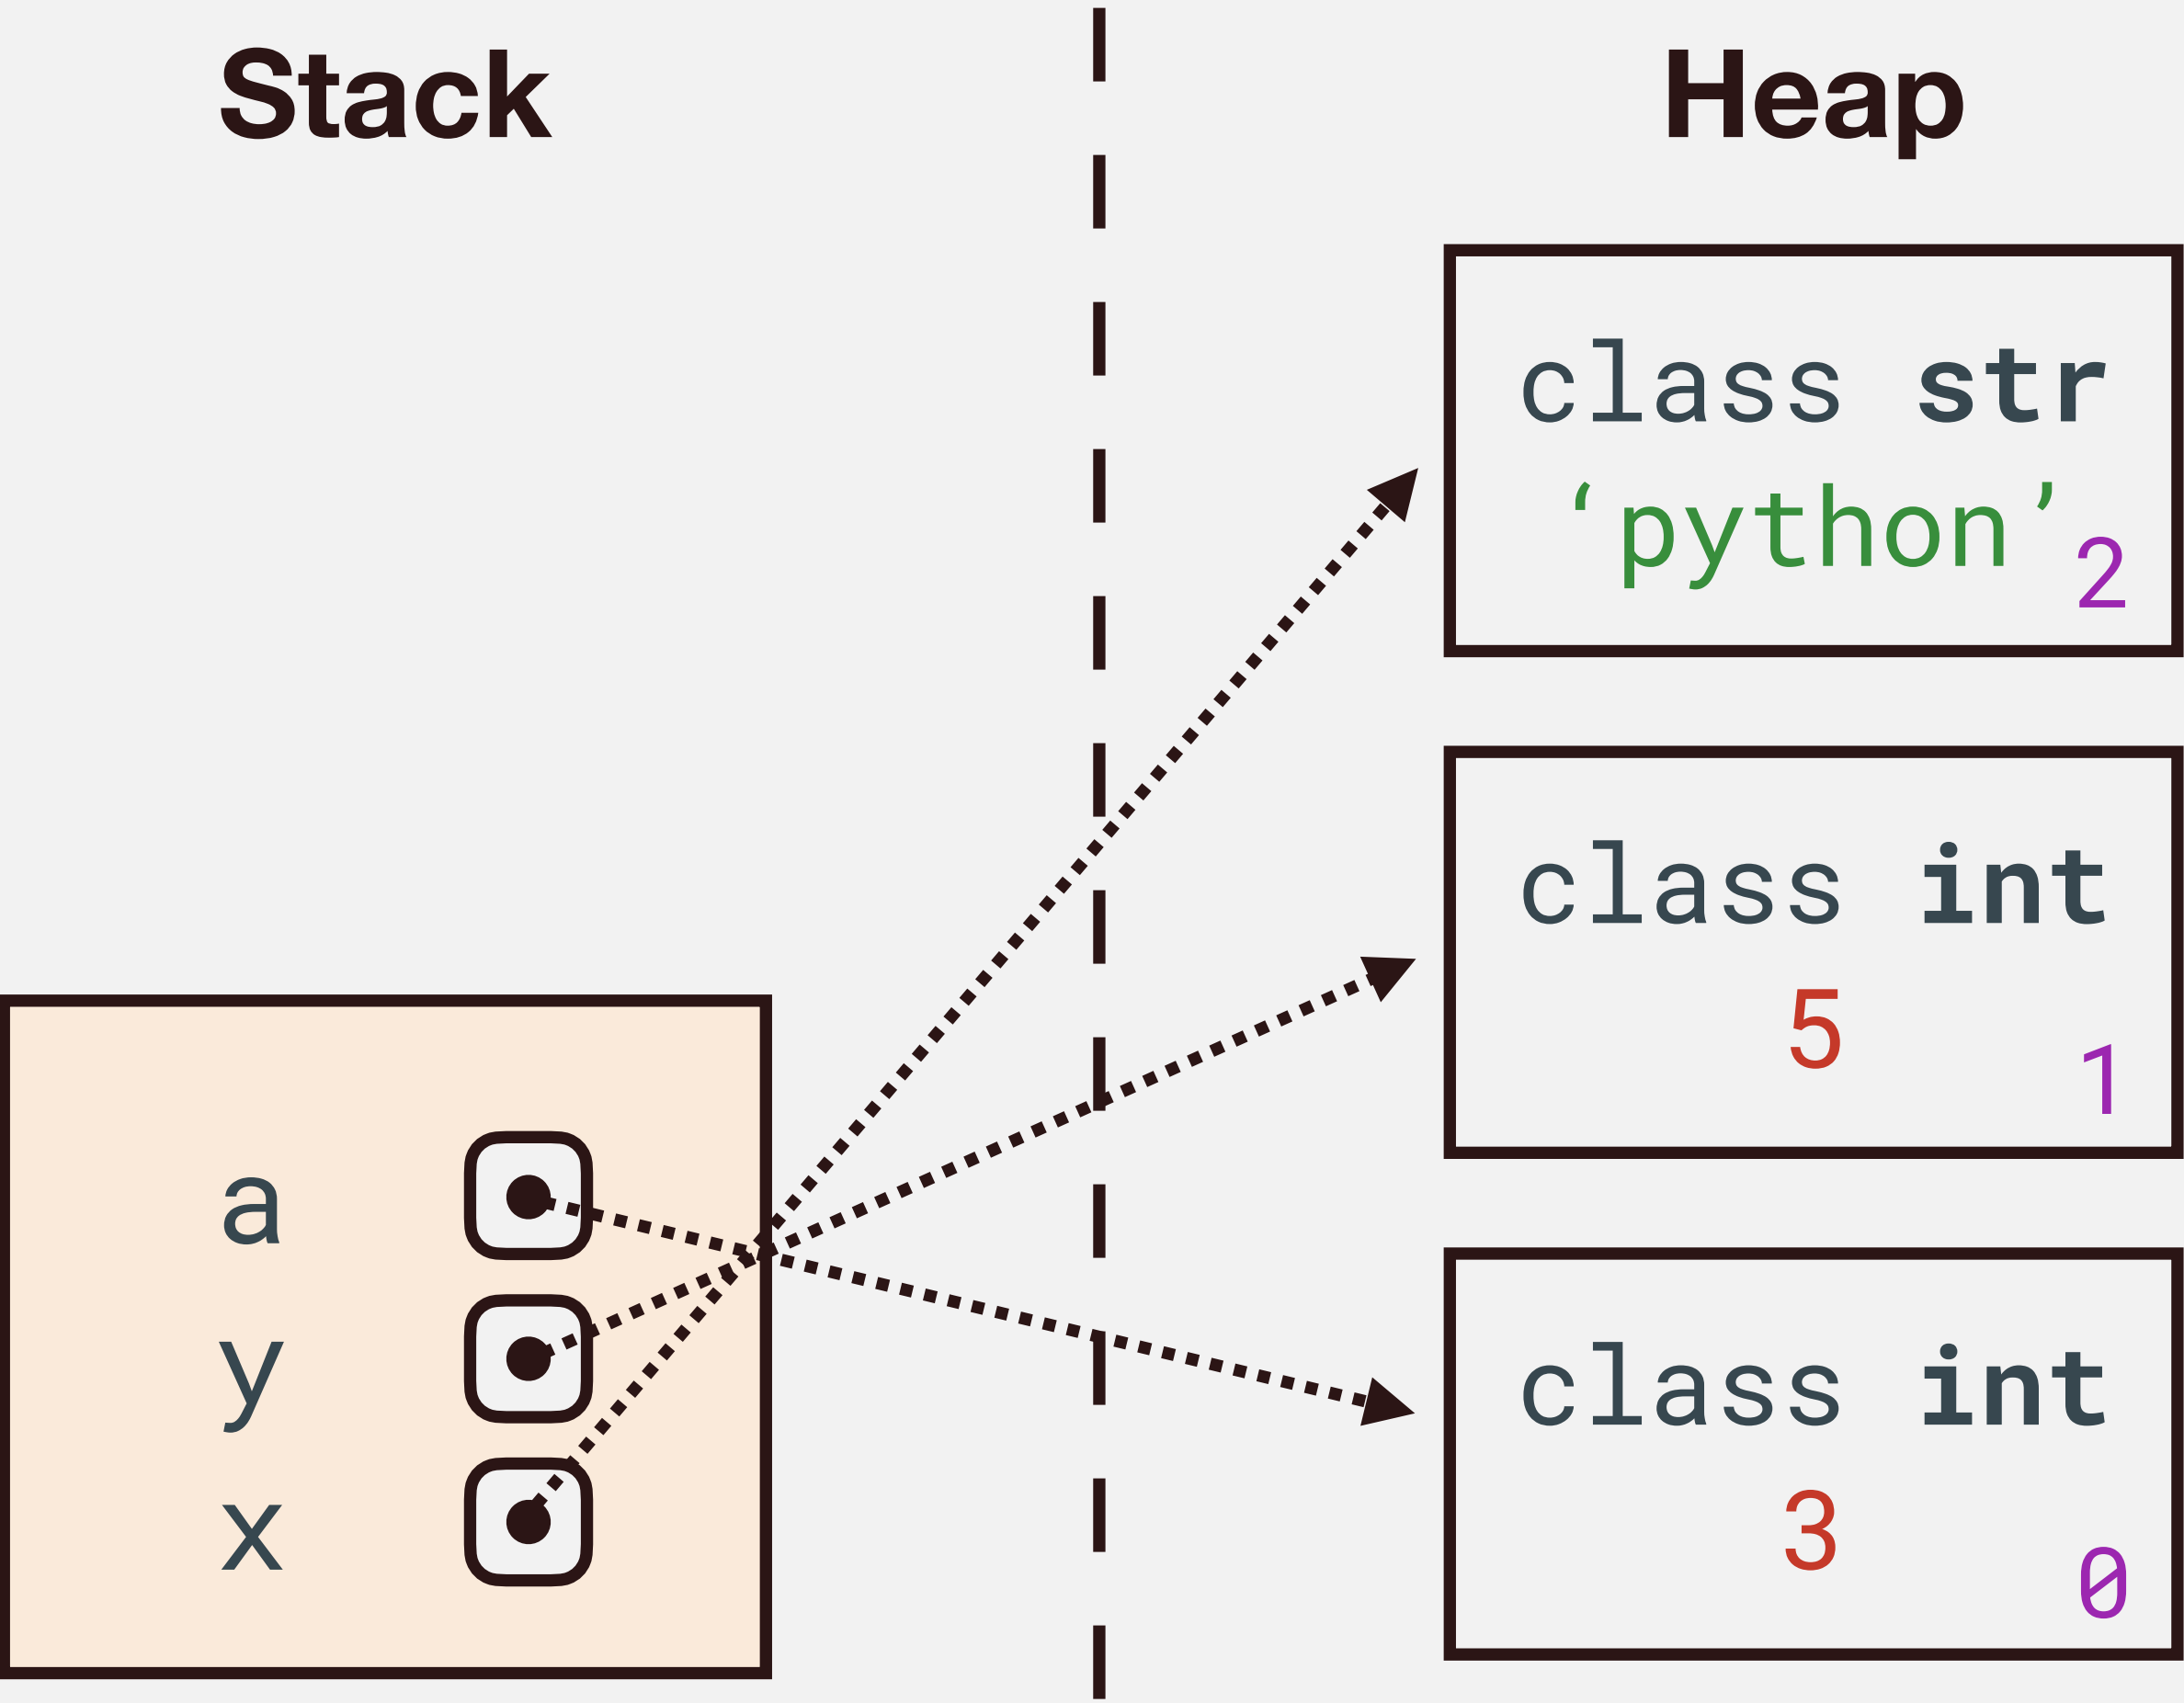 Stack
Heap
class str
‘python’
2
class int
5
1
a
y
x
class int
3
0